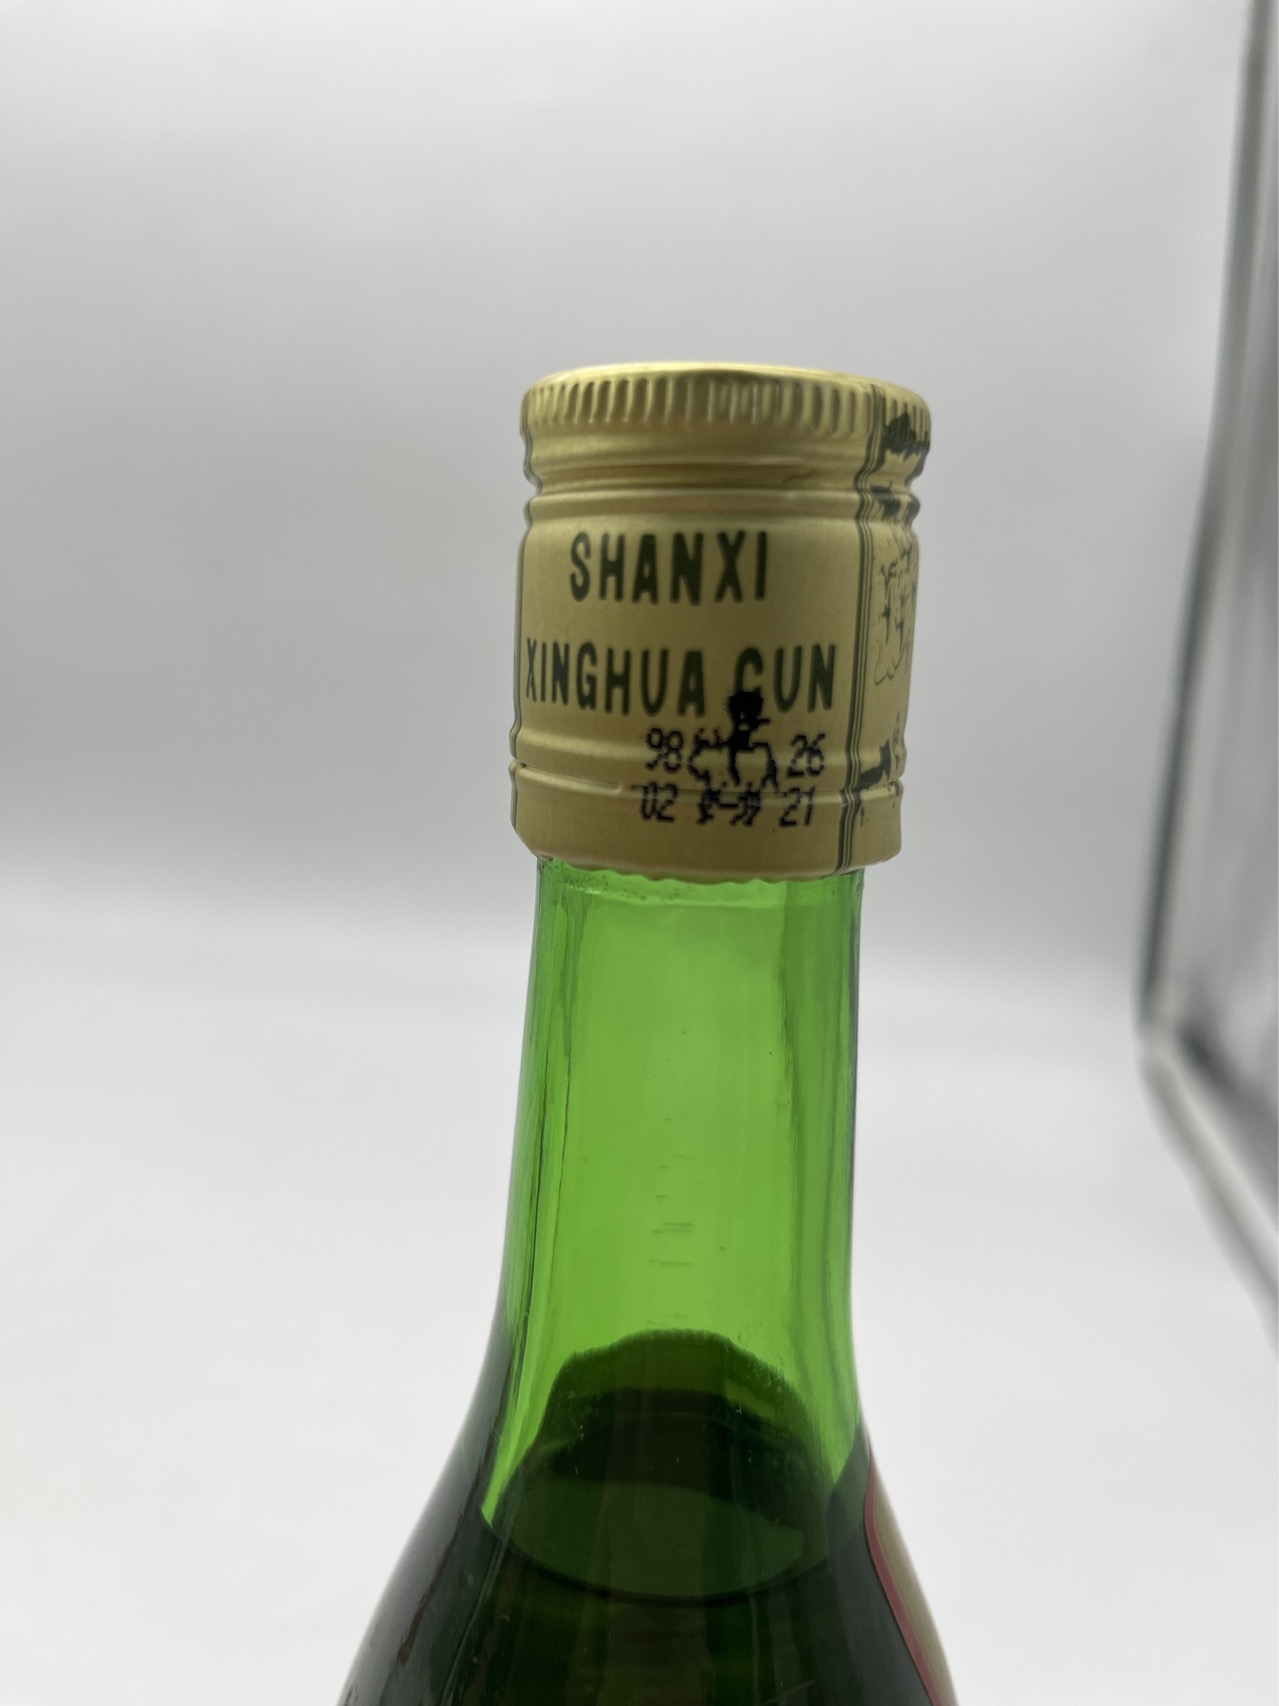 SHANXI
XINGHUA CUN
98 26
02 21